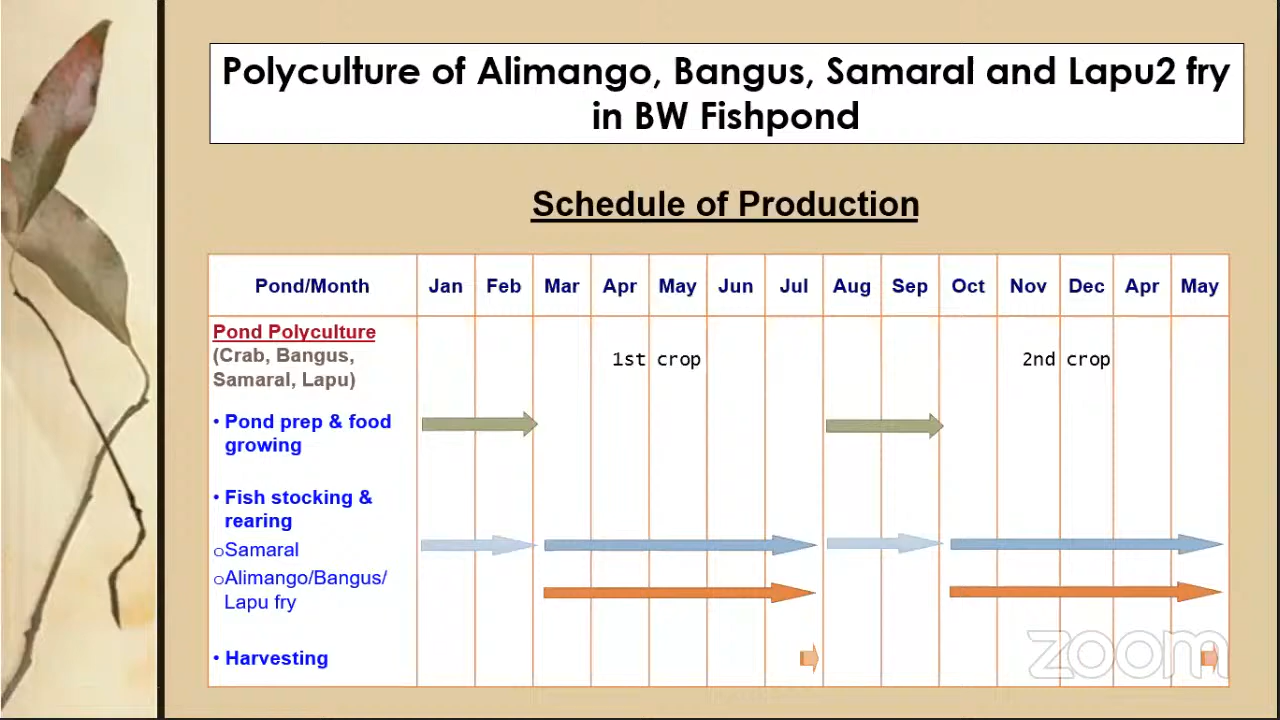 Polyculture of Alimango, Bangus, Samaral and Lapu2 fry
in BW Fishpond
Schedule of Production
Pond/Month Jan Feb Mar Apr May Jun Jul Aug Sep Oct Nov Dec Apr May
Pond Polyculture
(Crab, Bangus,
Samaral, Lapu)
1st crop 2nd crop
• Pond prep & food
growing
• Fish stocking &
rearing
oSamaral
oAlimango/Bangus/
Lapu fry
• Harvesting
zoom